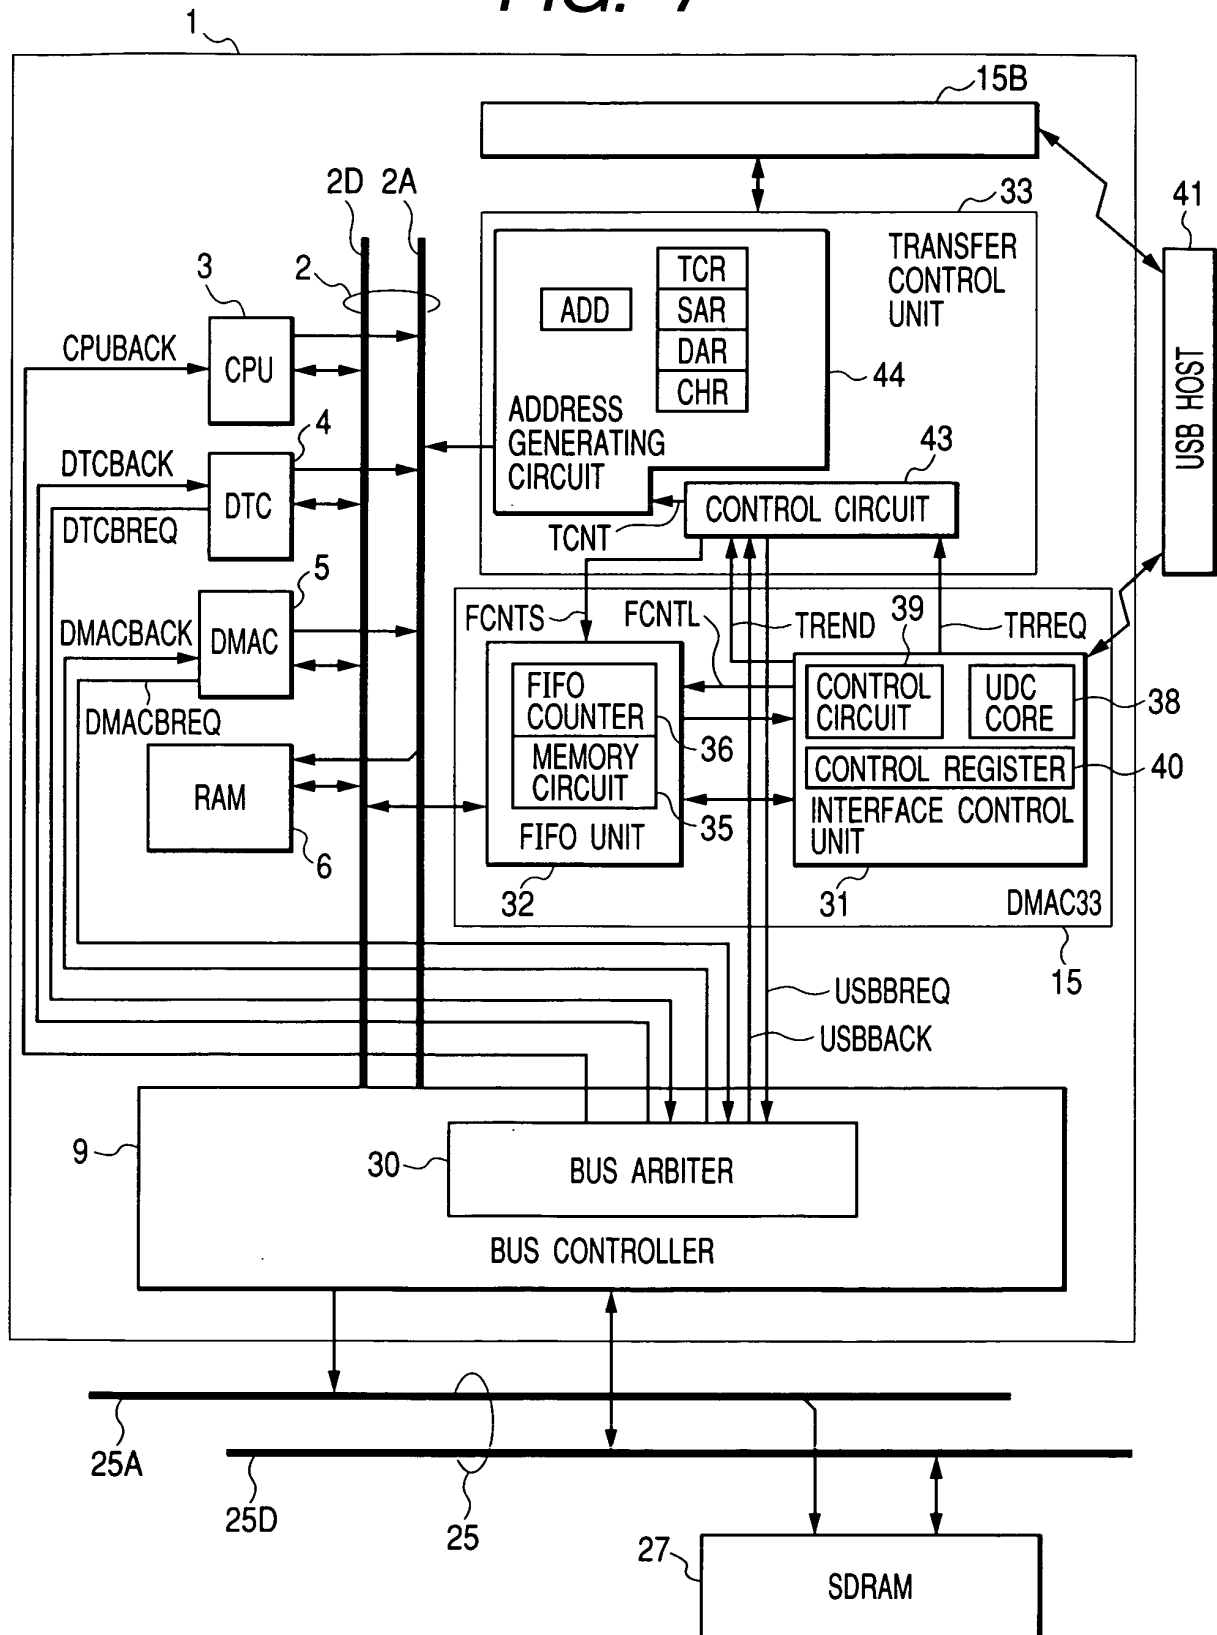 FIG. 7
1
15B
2D 2A
33
41
TRANSFER
CONTROL
UNIT
2
3
TCR
SAR
DAR
CHR
ADD
CPUBACK
CPU
44
USB HOST
ADDRESS
GENERATING
CIRCUIT
4
43
DTCBACK
DTC
DTCBREQ
CONTROL CIRCUIT
TCNT
5
FCNTS
FCNTL
39
TREND
TRREQ
DMACBACK
DMAC
DMACBREQ
FIFO
COUNTER
36
MEMORY
CIRCUIT
35
FIFO UNIT
32
CONTROL
CIRCUIT
UDC
CORE
38
CONTROL REGISTER
40
INTERFACE CONTROL
UNIT
31
DMAC33
15
RAM
6
USBBREQ
USBBACK
9
30
BUS ARBITER
BUS CONTROLLER
25A
25D
25
27
SDRAM